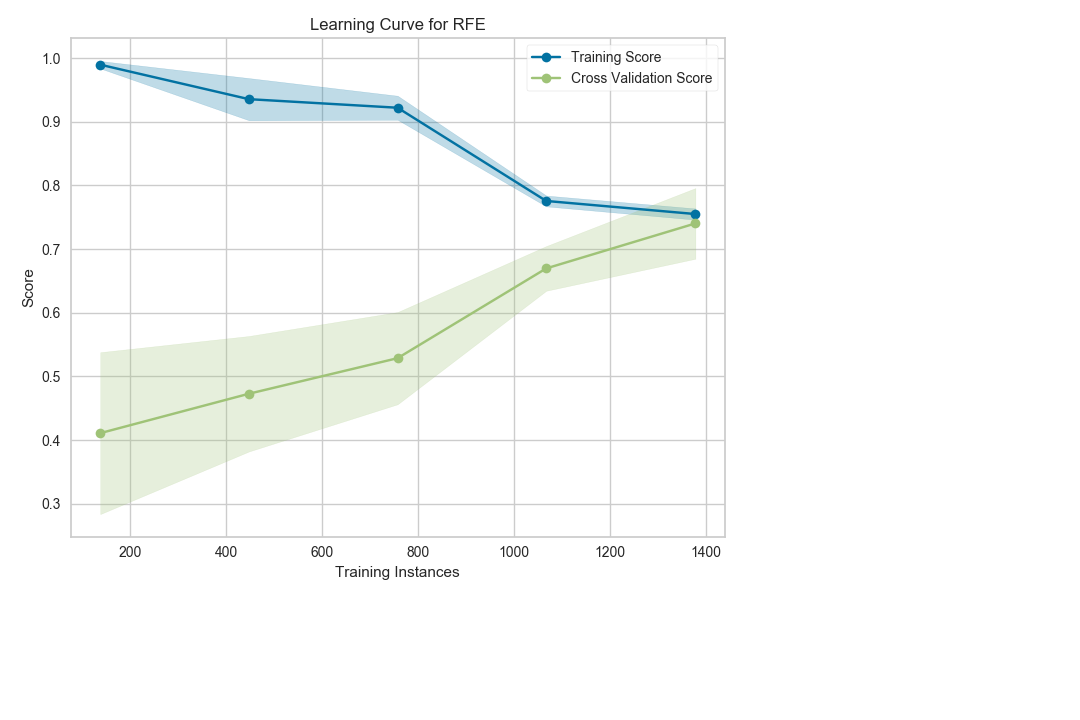 Learning Curve for RFE
Training Score
Cross Validation Score
1.0
0.9
0.8
0.7
0.6
0.5
0.4
0.3
Score
200 400 600 800 1000 1200 1400
Training Instances